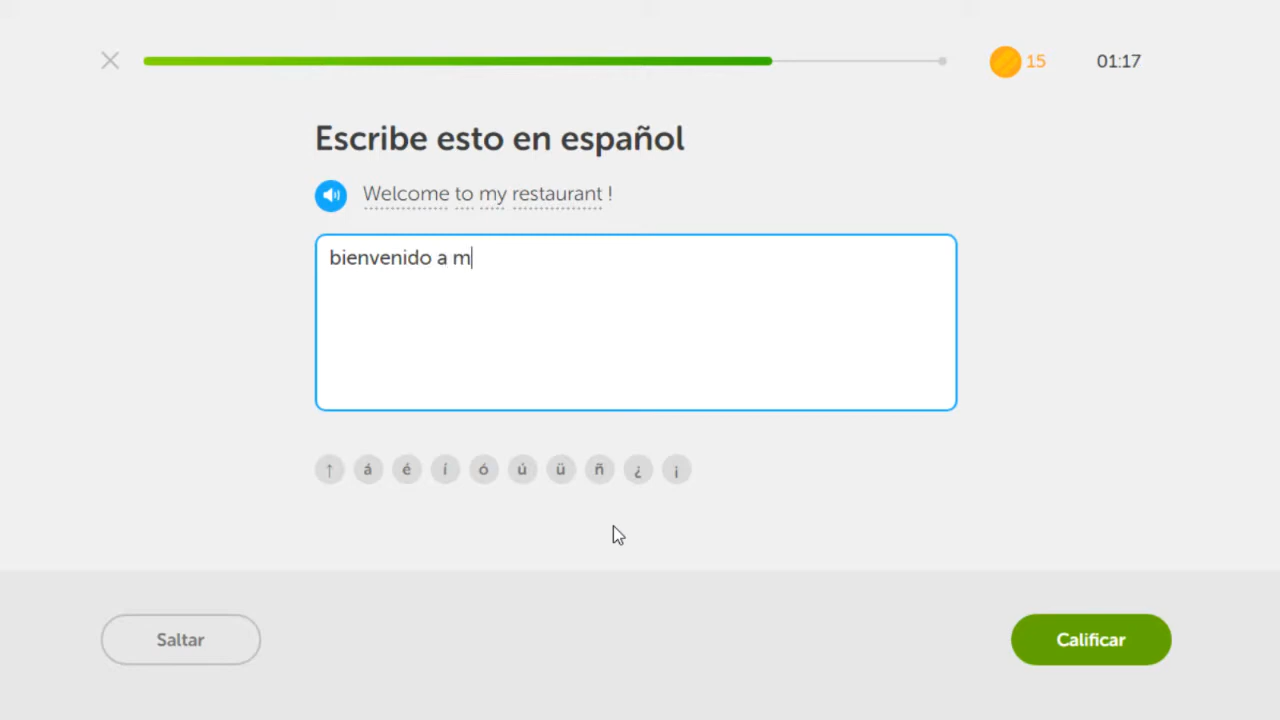 15 01:17
Escribe esto en español
Welcome to my restaurant !
bienvenido a m
↑ á é í ó ú ü ñ ¿ ¡
Saltar Calificar